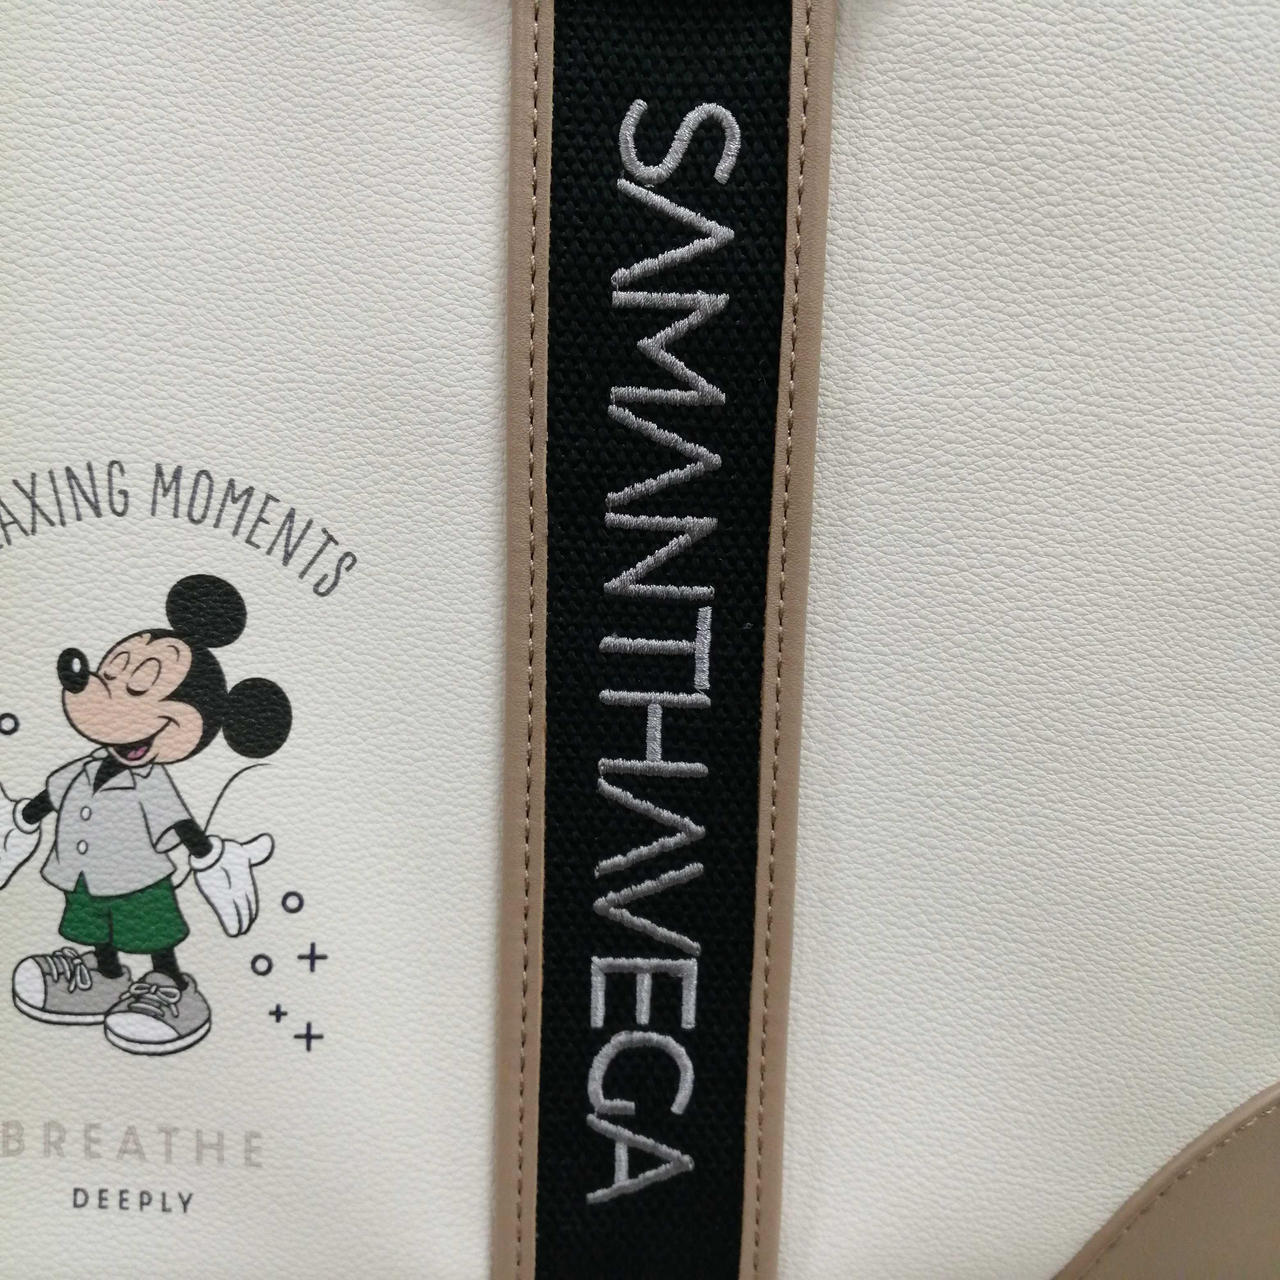 AXING MOMENTS
BREATHE
DEEPLY
SAMANTHAVEGA